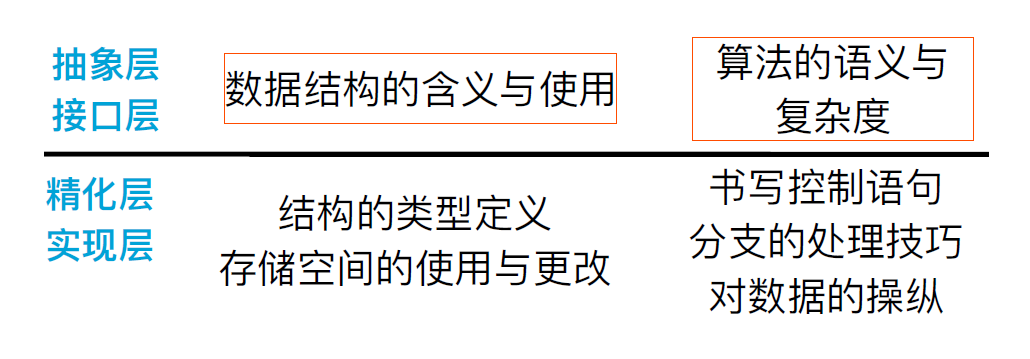 抽象层
接口层
数据结构的含义与使用
算法的语义与
复杂度
精化层
实现层
结构的类型定义
存储空间的使用与更改
书写控制语句
分支的处理技巧
对数据的操纵